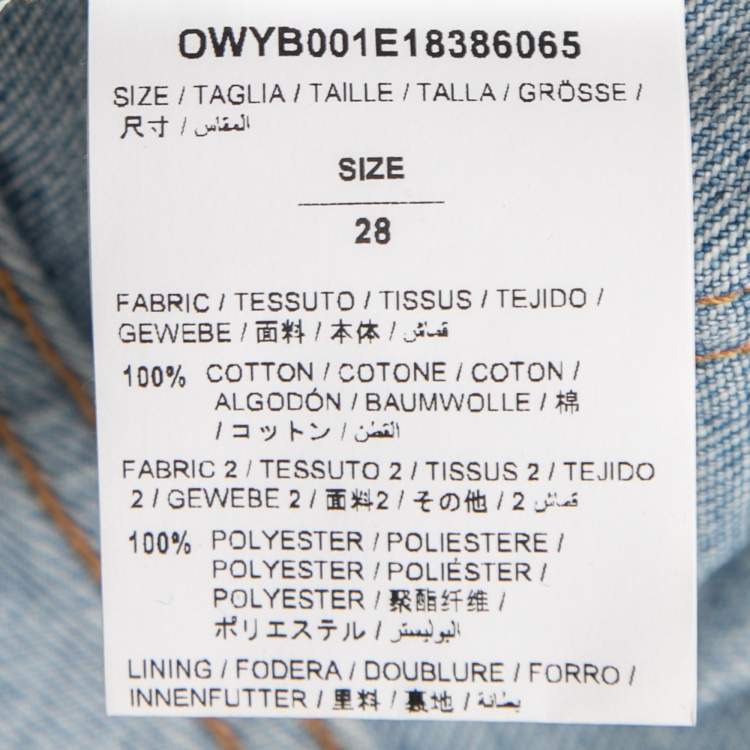 OWYB001E18386065
SIZE / TAGLIA / TAILLE / TALLA / GRÖSSE /
尺寸 / المقاس
SIZE
28
FABRIC / TESSUTO / TISSUS / TEJIDO /
GEWEBE / 面料 / 本体 / قماش
100% COTTON / COTONE / COTON /
ALGODÓN / BAUMWOLLE / 棉
/ コットン / القطن
FABRIC 2 / TESSUTO 2 / TISSUS 2 / TEJIDO
2 / GEWEBE 2 / 面料2 / その他 / 2 قماش
100% POLYESTER / POLIESTERE /
POLYESTER / POLIÉSTER /
POLYESTER / 聚酯纤维 /
ポリエステル / البوليستر
LINING / FODERA / DOUBLURE / FORRO /
INNENFUTTER / 里料 / 裏地 / بطانة